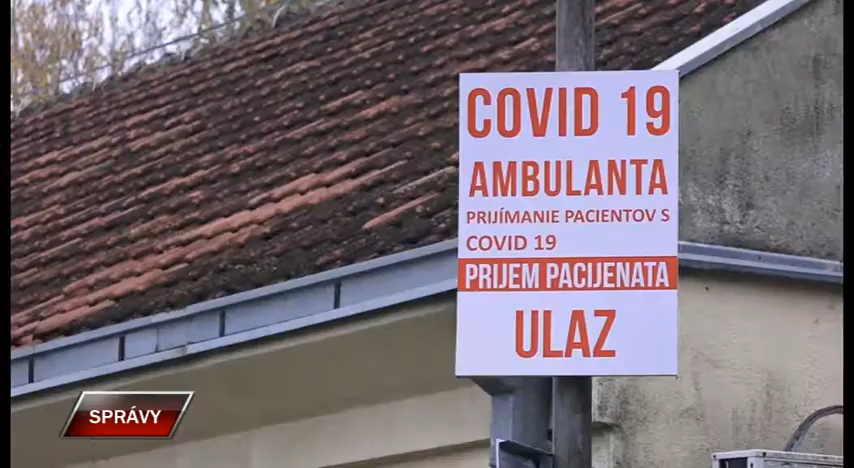 COVID 19
AMBULANTA
PRIJÍMANIE PACIENTOV S
COVID 19
PRIJEM PACIJENATA
ULAZ
SPRÁVY